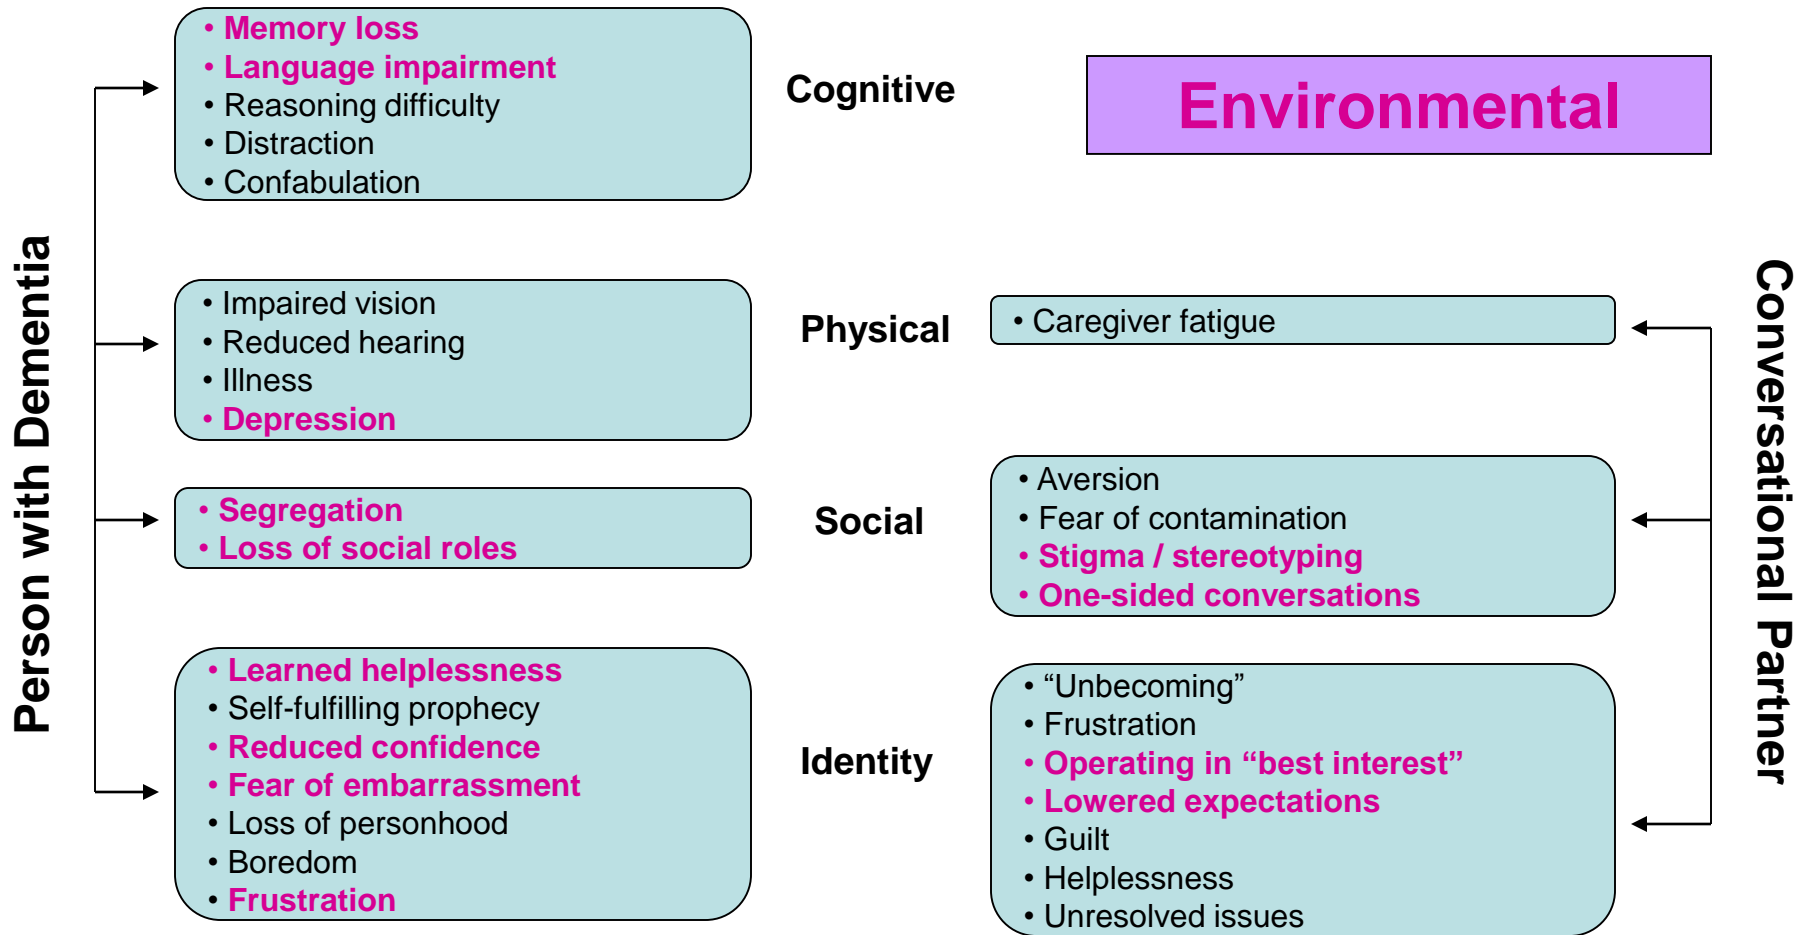 Person with Dementia
• Memory loss
• Language impairment
• Reasoning difficulty
• Distraction
• Confabulation
Cognitive
Environmental
• Impaired vision
• Reduced hearing
• Illness
• Depression
Physical
• Caregiver fatigue
• Segregation
• Loss of social roles
Social
• Aversion
• Fear of contamination
• Stigma / stereotyping
• One-sided conversations
• Learned helplessness
• Self-fulfilling prophecy
• Reduced confidence
• Fear of embarrassment
• Loss of personhood
• Boredom
• Frustration
Identity
• “Unbecoming”
• Frustration
• Operating in “best interest”
• Lowered expectations
• Guilt
• Helplessness
• Unresolved issues
Conversational Partner